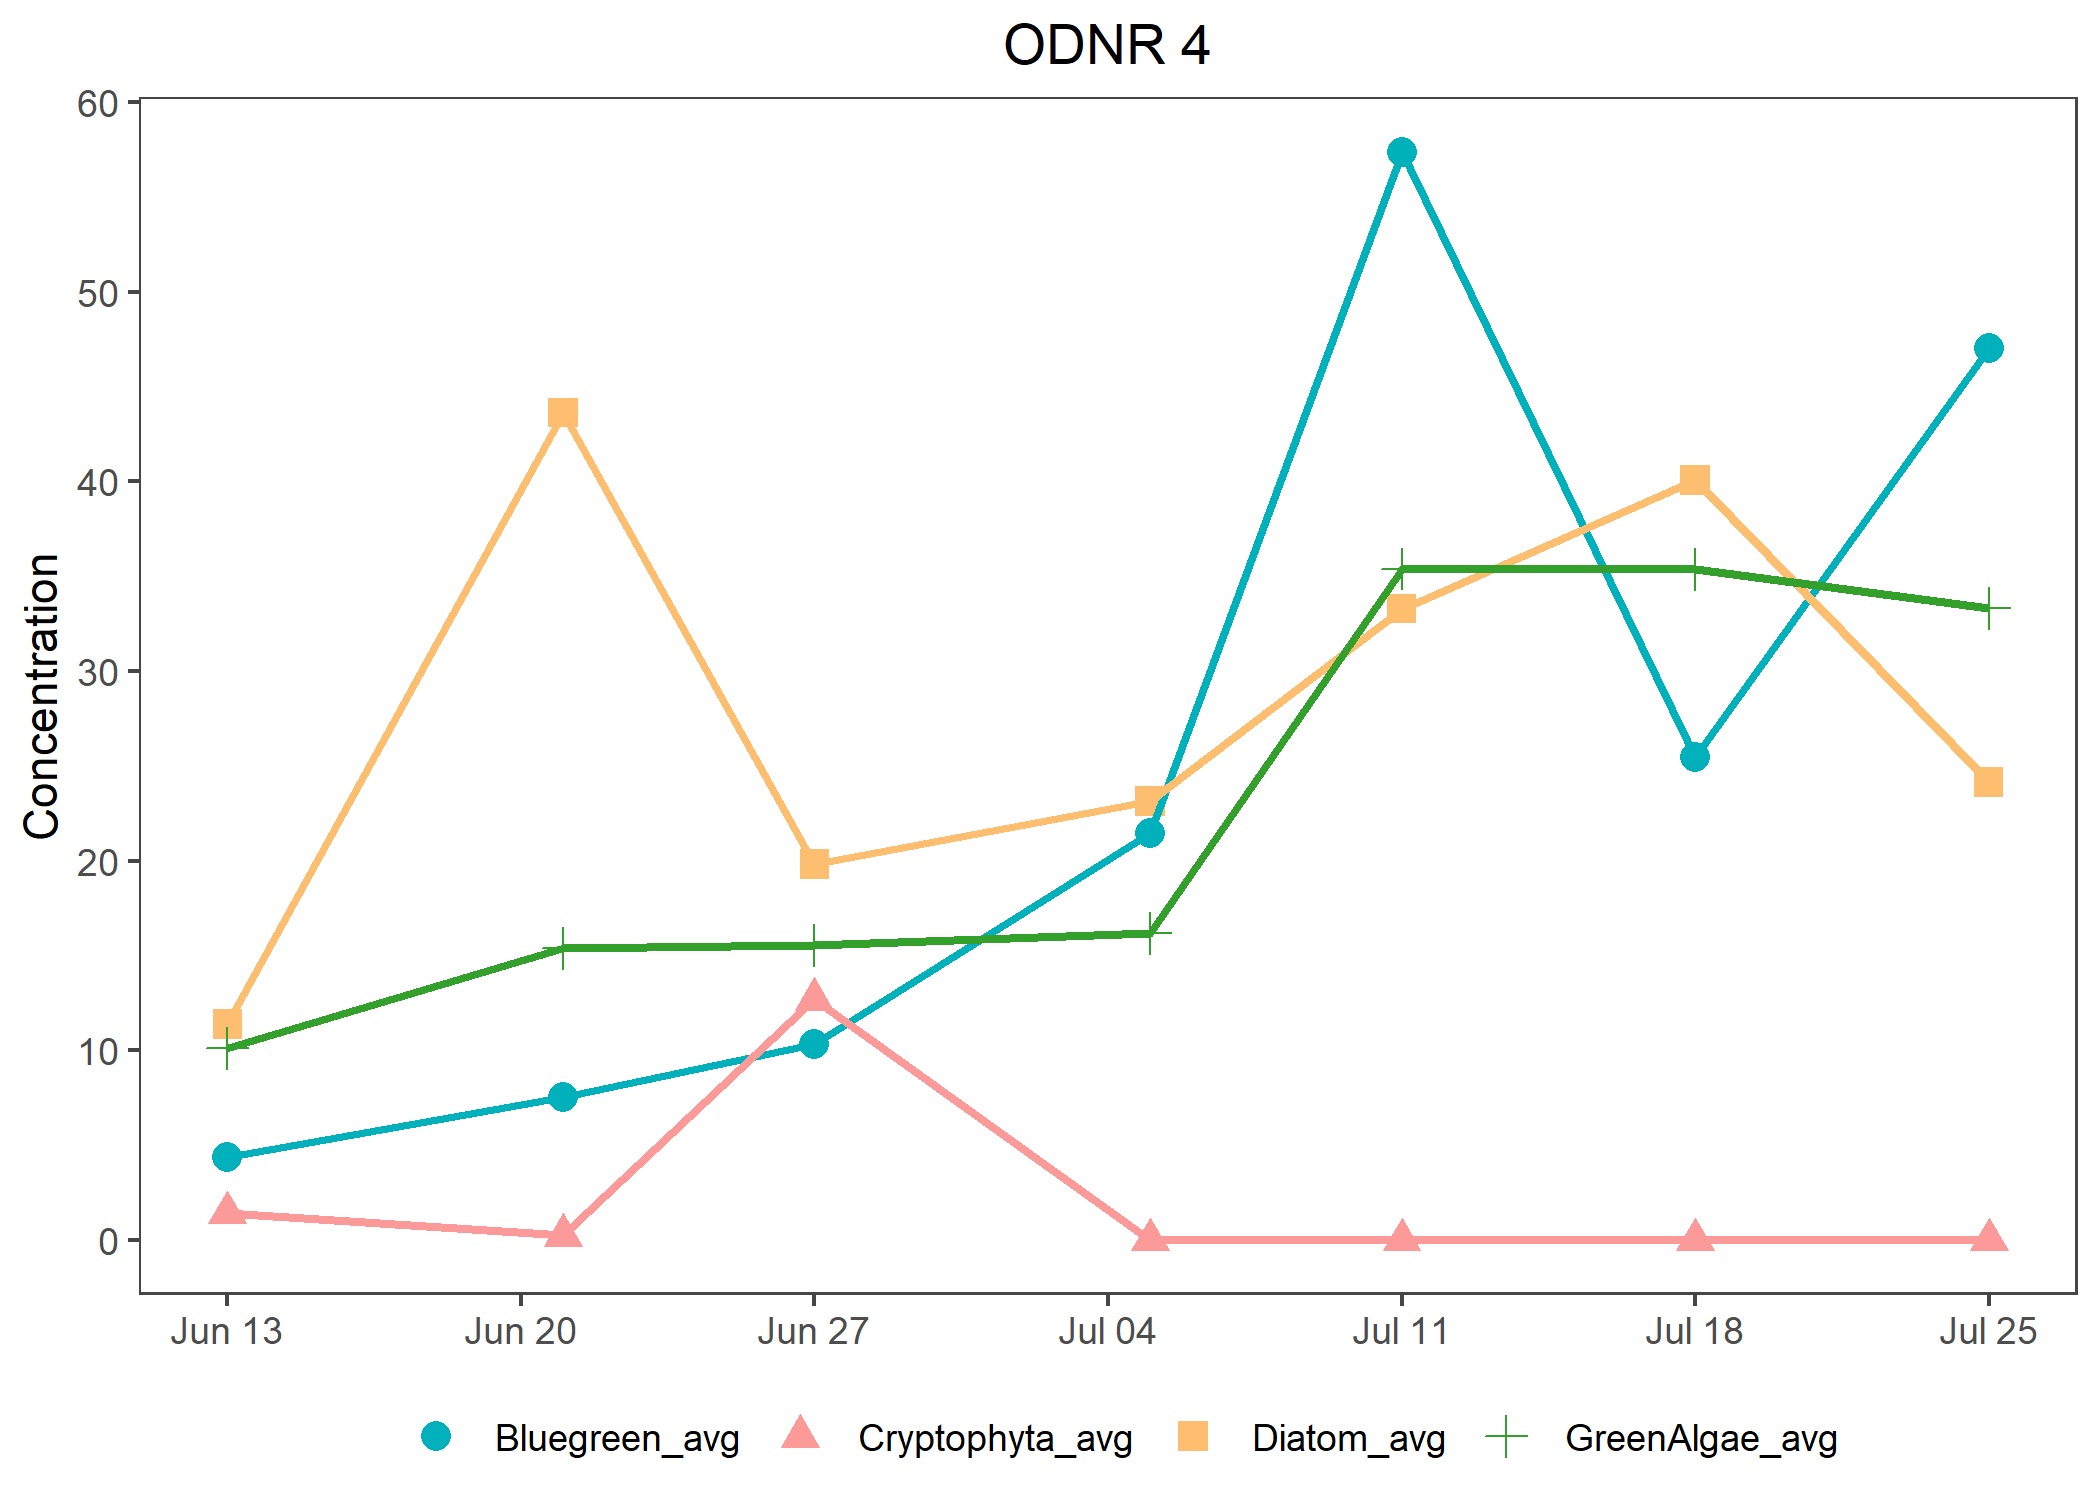 ODNR 4
60
50
40
30
20
10
0
Concentration
Jun 13 Jun 20 Jun 27 Jul 04 Jul 11 Jul 18 Jul 25
Bluegreen_avg Cryptophyta_avg Diatom_avg GreenAlgae_avg